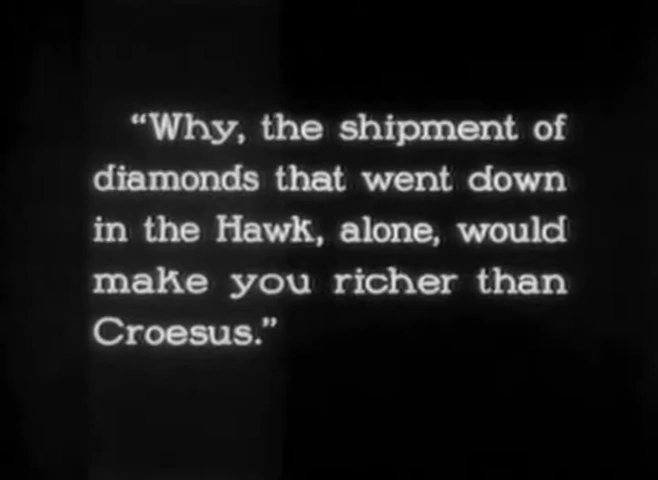 “Why, the shipment of
diamonds that went down
in the Hawk, alone, would
make you richer than
Croesus.”